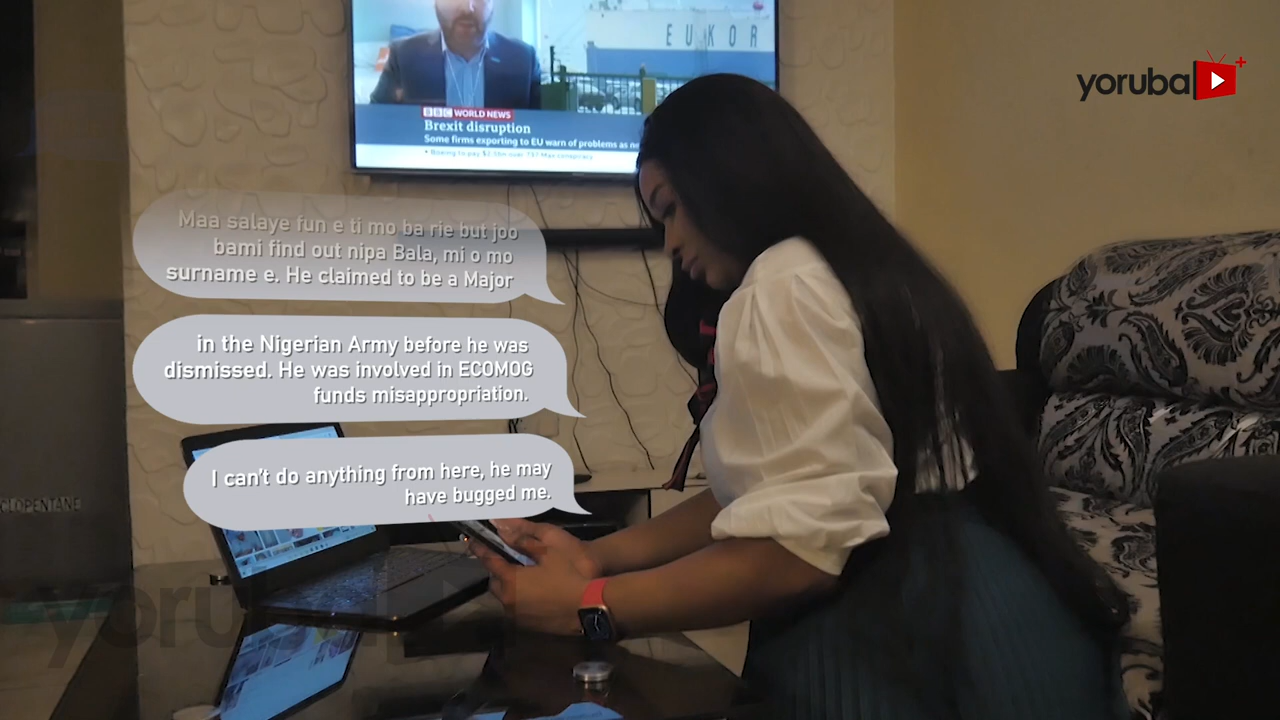 EUKOR
yoruba
BBC WORLD NEWS
Brexit disruption
Some firms exporting to EU warn of problems as
Maa salaye fun e ti mo ba rie but joo
bami find out nipa Bala, mi o mo
surname e. He claimed to be a Major
in the Nigerian Army before he was
dismissed. He was involved in ECOMOG
funds misappropriation.
I can't do anything from here, he may
have bugged me.
CLOPENTANE
yoruba